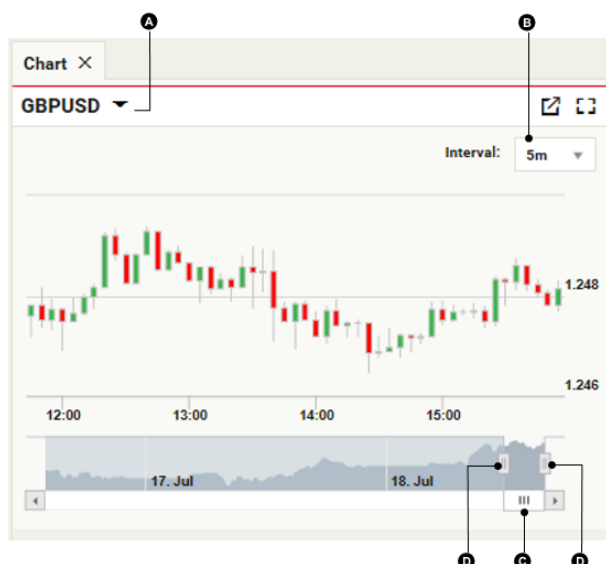 A B
Chart ×
GBPUSD
Interval: 5m
1.248
1.246
12:00 13:00 14:00 15:00
17. Jul 18. Jul
D C D